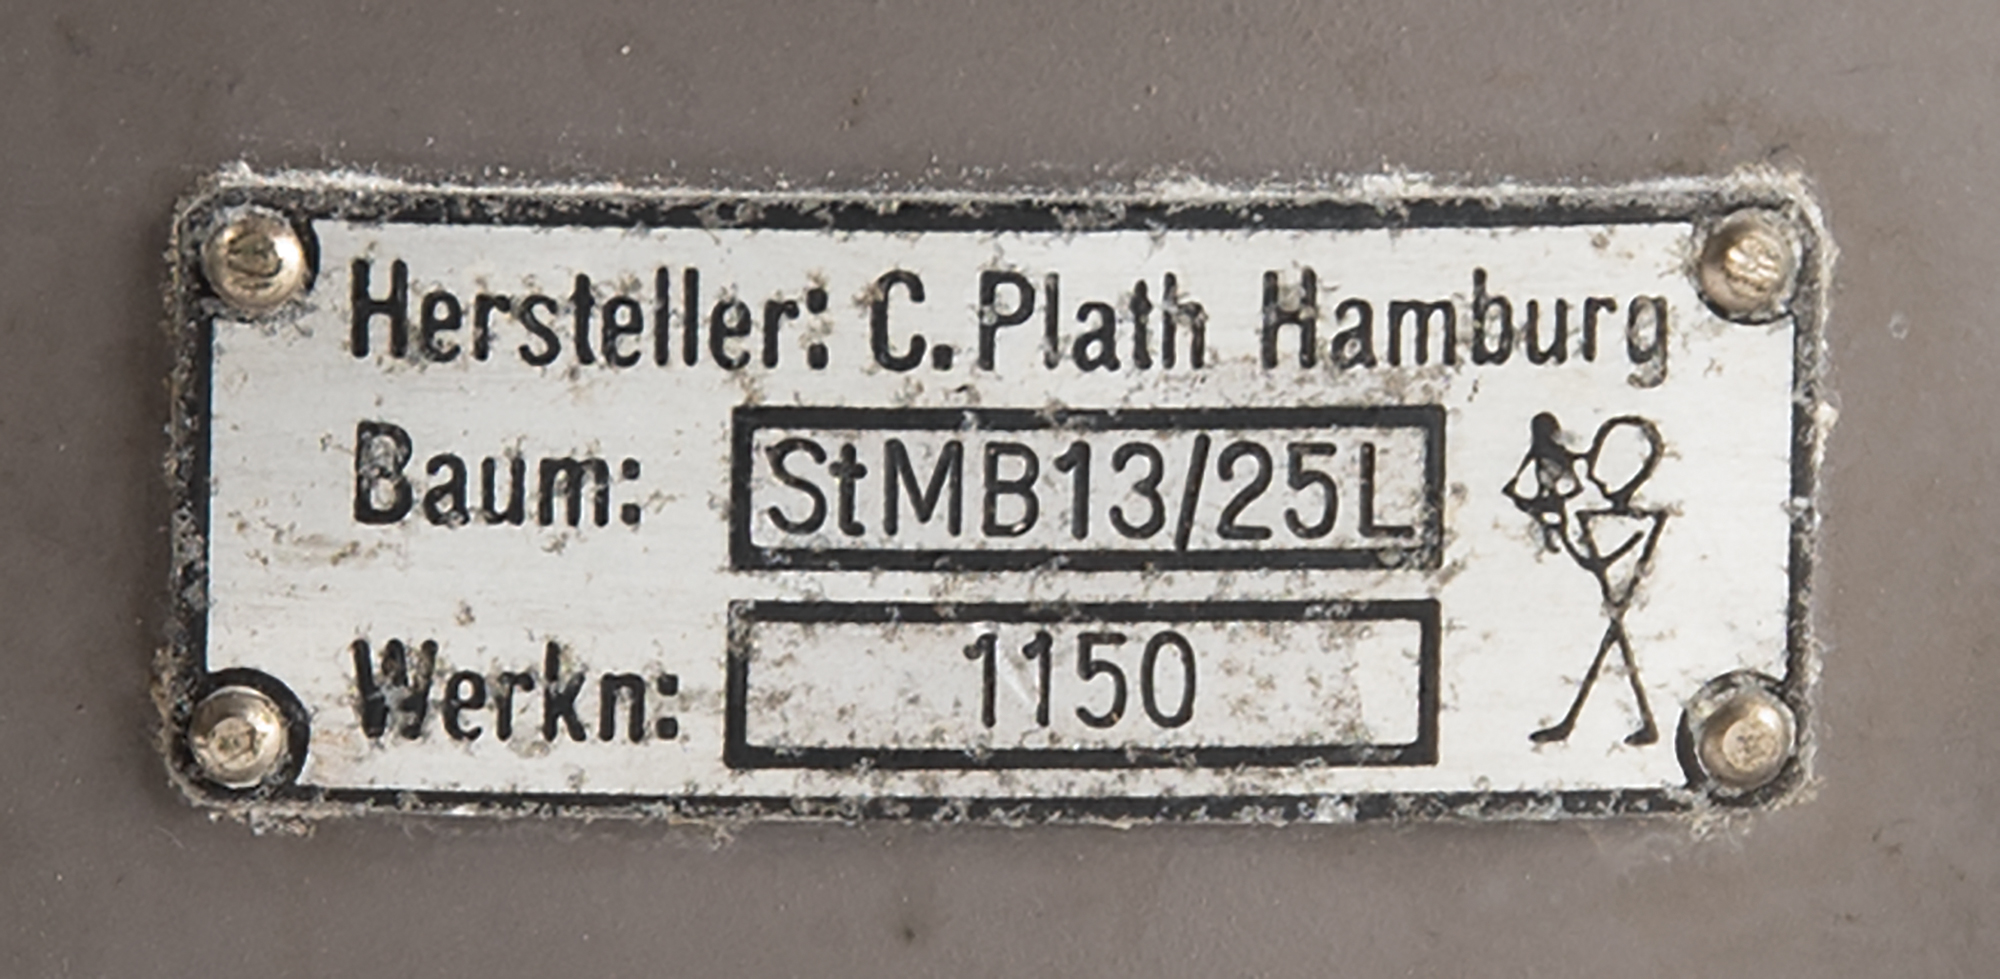 Hersteller: C. Plath Hamburg
Baum: StMB13/25L
Werkn: 1150